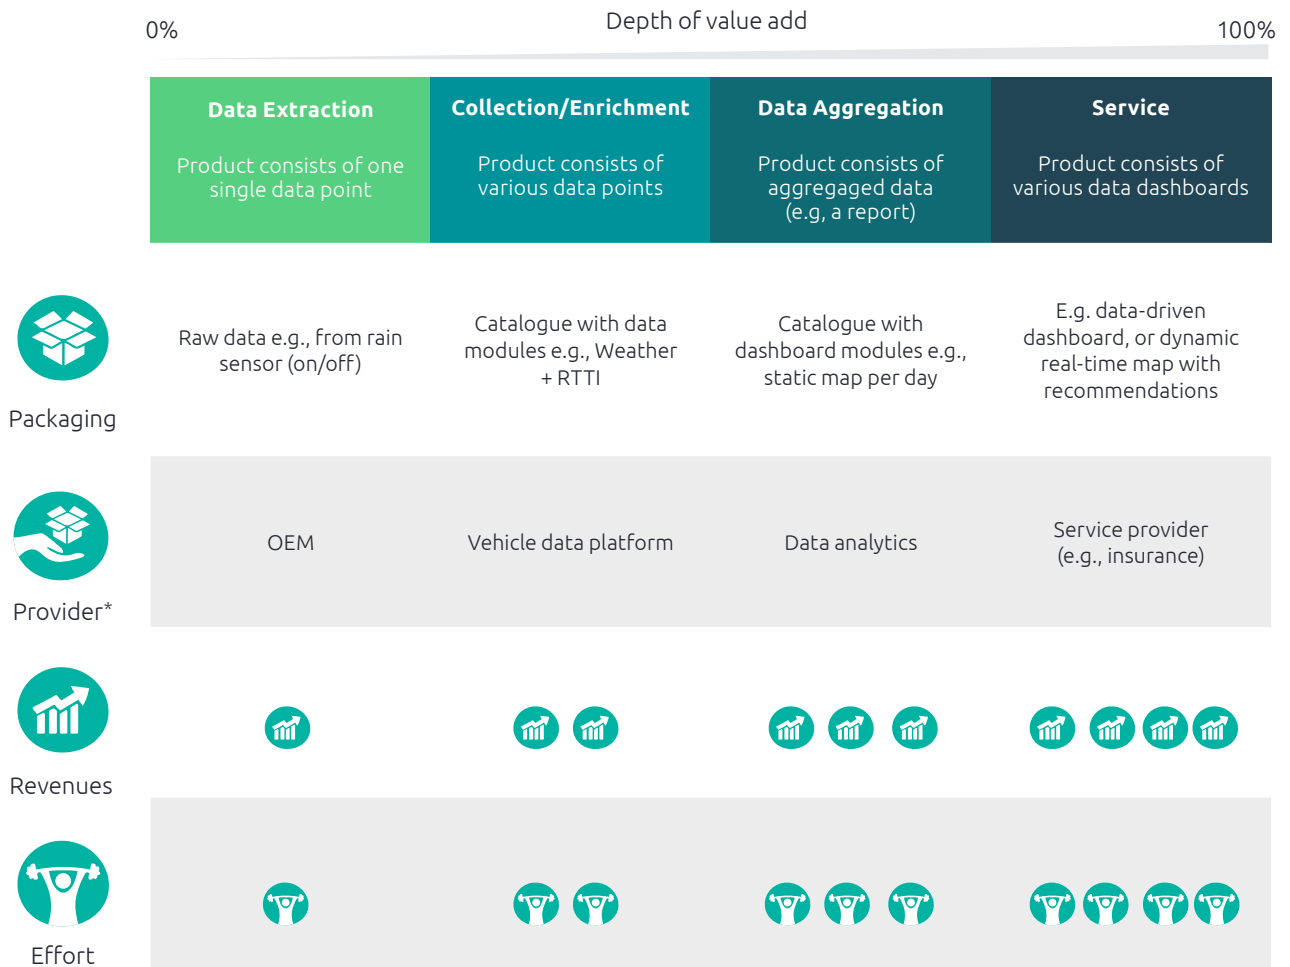 Depth of value add
0%
100%
Data Extraction
Product consists of one
single data point
Collection/Enrichment
Product consists of
various data points
Data Aggregation
Product consists of
aggregaged data
(e.g, a report)
Service
Product consists of
various data dashboards
Packaging
Raw data e.g., from rain
sensor (on/off)
Catalogue with data
modules e.g., Weather
+ RTTI
Catalogue with
dashboard modules e.g.,
static map per day
E.g. data-driven
dashboard, or dynamic
real-time map with
recommendations
Provider*
OEM
Vehicle data platform
Data analytics
Service provider
(e.g., insurance)
Revenues
Effort